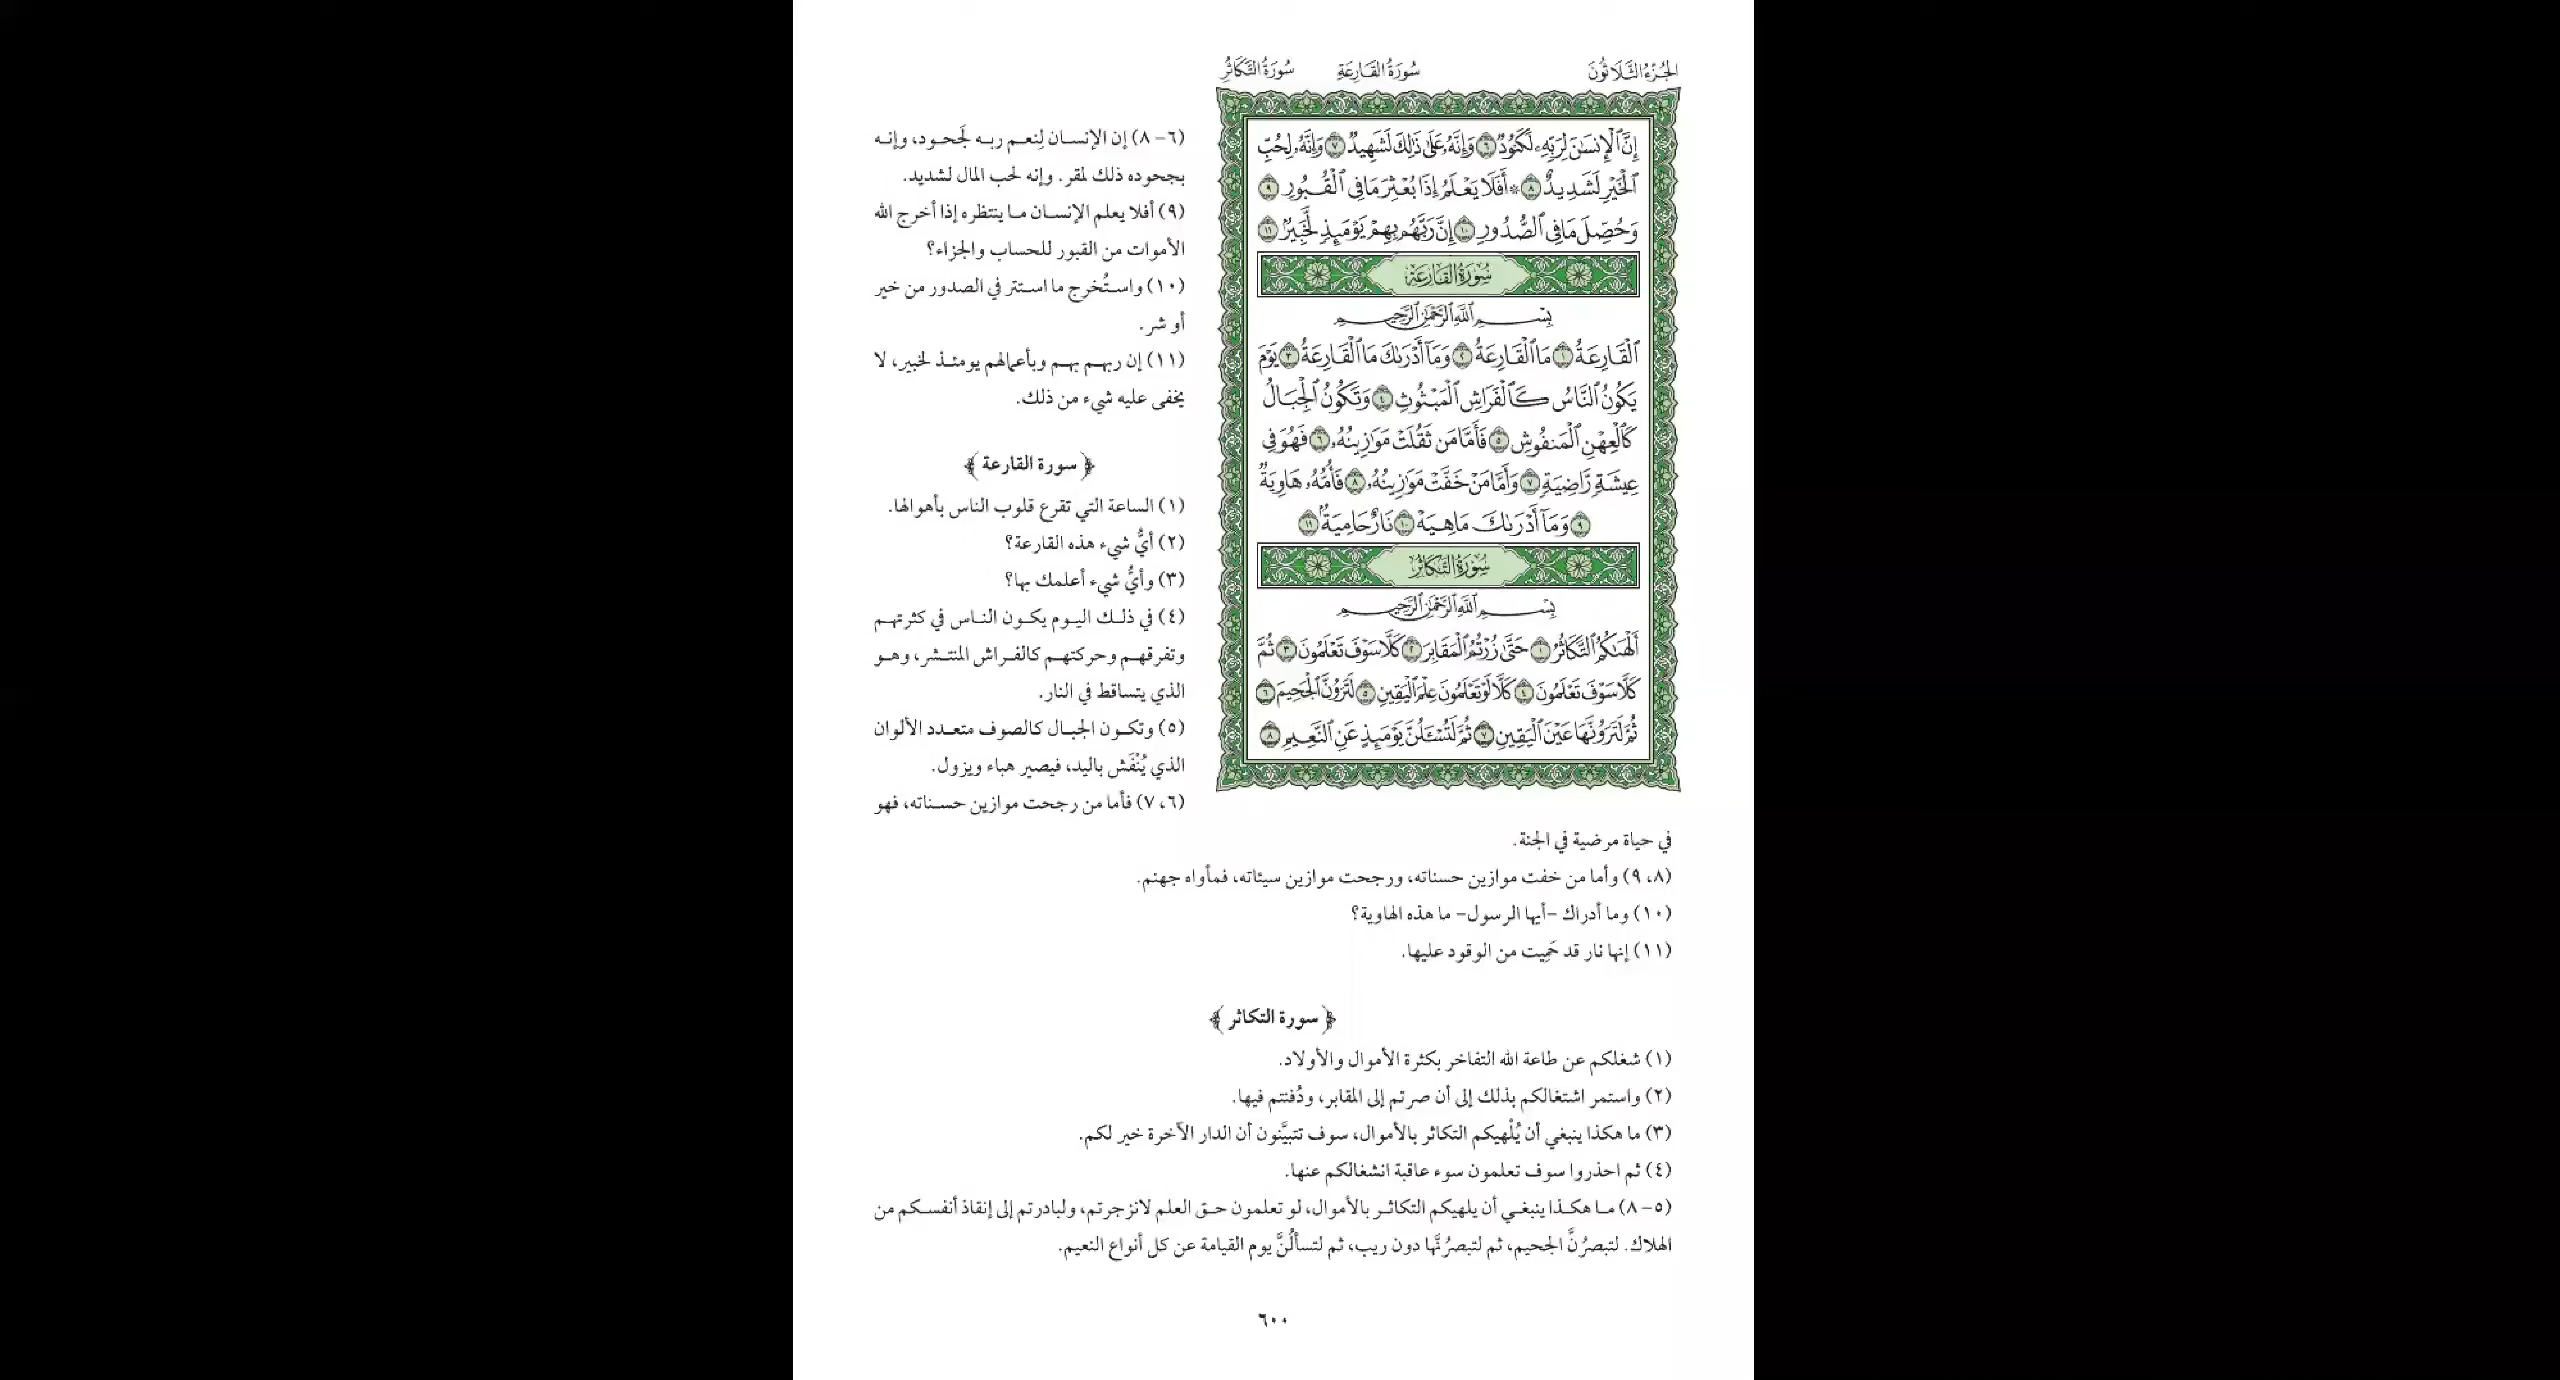 الجزء الثلاثون سورة القارعة سورة التكاثر
إِنَّ ٱلْإِنسَٰنَ لِرَبِّهِۦ لَكَنُودٌ ٦ وَإِنَّهُۥ عَلَىٰ ذَٰلِكَ لَشَهِيدٌ ٧ وَإِنَّهُۥ لِحُبِّ
ٱلْخَيْرِ لَشَدِيدٌ ٨ ۞ أَفَلَا يَعْلَمُ إِذَا بُعْثِرَ مَا فِى ٱلْقُبُورِ ٩
وَحُصِّلَ مَا فِى ٱلصُّدُورِ ١٠ إِنَّ رَبَّهُم بِهِمْ يَوْمَئِذٍ لَّخَبِيرٌۢ ١١
سُورَةُ القَارِعَةِ
بِسْمِ ٱللَّهِ ٱلرَّحْمَٰنِ ٱلرَّحِيمِ
ٱلْقَارِعَةُ ١ مَا ٱلْقَارِعَةُ ٢ وَمَآ أَدْرَىٰكَ مَا ٱلْقَارِعَةُ ٣ يَوْمَ
يَكُونُ ٱلنَّاسُ كَٱلْفَرَاشِ ٱلْمَبْثُوثِ ٤ وَتَكُونُ ٱلْجِبَالُ
كَٱلْعِهْنِ ٱلْمَنفُوشِ ٥ فَأَمَّا مَن ثَقُلَتْ مَوَٰزِينُهُۥ ٦ فَهُوَ فِى
عِيشَةٍ رَّاضِيَةٍ ٧ وَأَمَّا مَنْ خَفَّتْ مَوَٰزِينُهُۥ ٨ فَأُمُّهُۥ هَاوِيَةٌ
٩ وَمَآ أَدْرَىٰكَ مَا هِيَهْ ١٠ نَارٌ حَامِيَةٌۢ ١١
سُورَةُ التَّكَاثُرِ
بِسْمِ ٱللَّهِ ٱلرَّحْمَٰنِ ٱلرَّحِيمِ
أَلْهَىٰكُمُ ٱلتَّكَاثُرُ ١ حَتَّىٰ زُرْتُمُ ٱلْمَقَابِرَ ٢ كَلَّا سَوْفَ تَعْلَمُونَ ٣ ثُمَّ
كَلَّا سَوْفَ تَعْلَمُونَ ٤ كَلَّا لَوْ تَعْلَمُونَ عِلْمَ ٱلْيَقِينِ ٥ لَتَرَوُنَّ ٱلْجَحِيمَ ٦
ثُمَّ لَتَرَوُنَّهَا عَيْنَ ٱلْيَقِينِ ٧ ثُمَّ لَتُسْـَٔلُنَّ يَوْمَئِذٍ عَنِ ٱلنَّعِيمِ ٨
(٦- ٨) إن الإنسان لِنعم ربه لَجحود، وإنه
بجحوده ذلك لمقر. وإنه لحب المال لشديد.
(٩) أفلا يعلم الإنسان ما ينتظره إذا أخرج الله
الأموات من القبور للحساب والجزاء؟
(١٠) واستُخرج ما استتر في الصدور من خير
أو شر.
(١١) إن ربهم بهم وبأعمالهم يومئذ لخبير، لا
يخفى عليه شيء من ذلك.
﴿سورة القارعة﴾
(١) الساعة التي تقرع قلوب الناس بأهوالها.
(٢) أيُّ شيء هذه القارعة؟
(٣) وأيُّ شيء أعلمك بها؟
(٤) في ذلك اليوم يكون الناس في كثرتهم
وتفرقهم وحركتهم كالفراش المنتشر، وهو
الذي يتساقط في النار.
(٥) وتكون الجبال كالصوف متعدد الألوان
الذي يُنْفَش باليد، فيصير هباء ويزول.
(٦، ٧) فأما من رجحت موازين حسناته، فهو
في حياة مرضية في الجنة.
(٨، ٩) وأما من خفت موازين حسناته، ورجحت موازين سيئاته، فمأواه جهنم.
(١٠) وما أدراك -أيها الرسول- ما هذه الهاوية؟
(١١) إنها نار قد حَمِيت من الوقود عليها.
﴿سورة التكاثر﴾
(١) شغلكم عن طاعة الله التفاخر بكثرة الأموال والأولاد.
(٢) واستمر اشتغالكم بذلك إلى أن صرتم إلى المقابر، ودُفنتم فيها.
(٣) ما هكذا ينبغي أن يُلْهيكم التكاثر بالأموال، سوف تتبيَّنون أن الدار الآخرة خير لكم.
(٤) ثم احذروا سوف تعلمون سوء عاقبة انشغالكم عنها.
(٥- ٨) ما هكذا ينبغي أن يلهيكم التكاثر بالأموال، لو تعلمون حق العلم لانزجرتم، ولبادرتم إلى إنقاذ أنفسكم من
الهلاك. لتبصرُنَّ الجحيم، ثم لتبصرُنَّها دون ريب، ثم لتسألُنَّ يوم القيامة عن كل أنواع النعيم.
٦٠٠